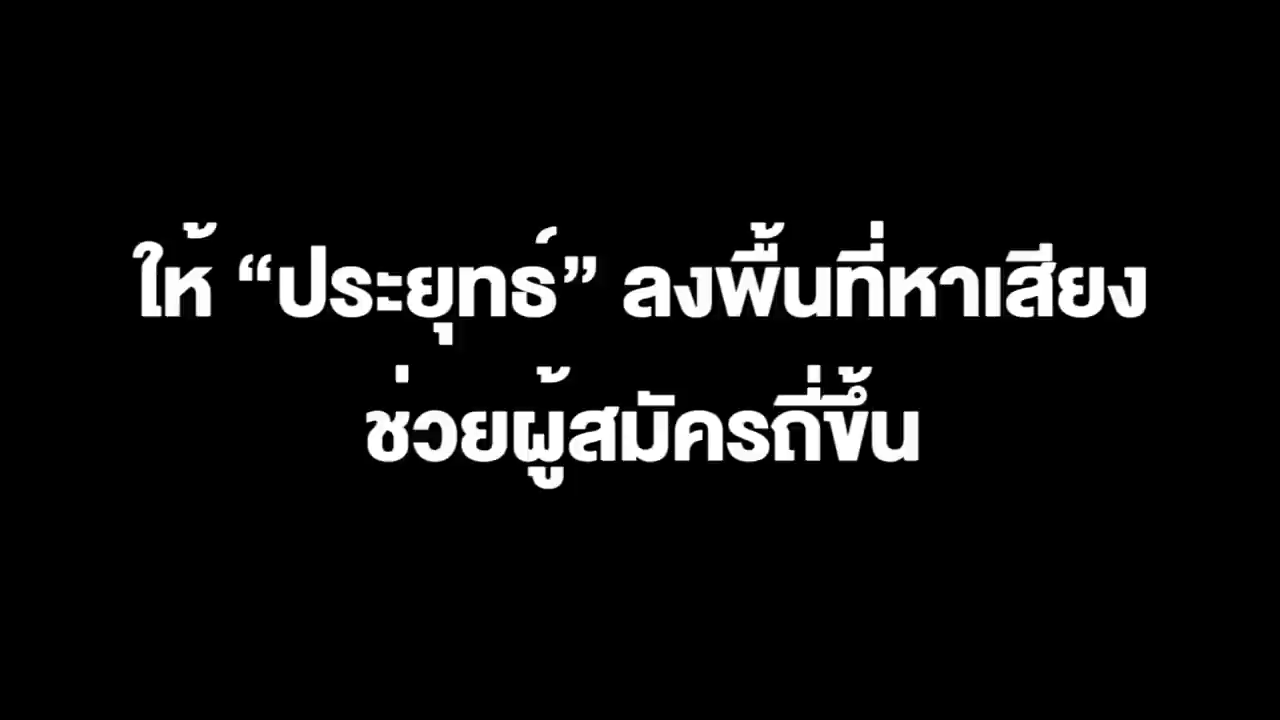 ให้ “ประยุทธ์” ลงพื้นที่หาเสียง
ช่วยผู้สมัครถี่ขึ้น